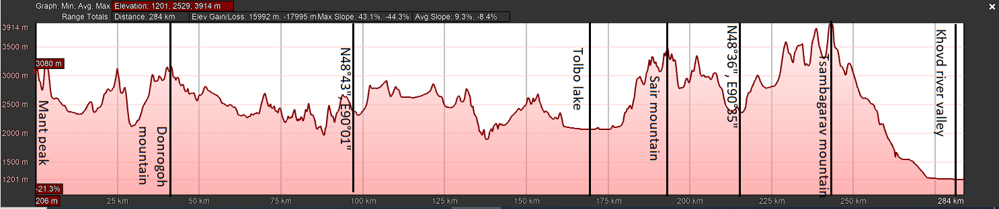 Graph: Min, Avg, Max Elevation: 1201, 2529, 3914 m
Range Totals: Distance: 284 km Elev Gain/Loss: 15992 m, -17995 m Max Slope: 43.1%, -44.3% Avg Slope: 9.3%, -8.4%
3914 m
3500 m
3080 m
3000 m
2500 m
2000 m
1500 m
1201 m
-21.3%
Mant peak
Donrogoh
mountain
N48°43", E90°01"
Tolbo lake
Sair mountain
N48°36", E90°35"
Tsambagarav mountain
Khovd river valley
206 m 25 km 50 km 75 km 100 km 125 km 150 km 175 km 200 km 225 km 250 km 284 km